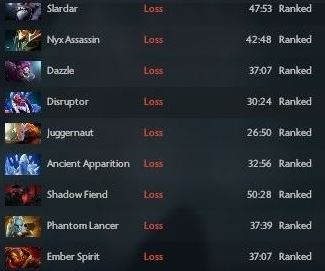 Slardar Loss 47:53 Ranked
Nyx Assassin Loss 42:48 Ranked
Dazzle Loss 37:07 Ranked
Disruptor Loss 30:24 Ranked
Juggernaut Loss 26:50 Ranked
Ancient Apparition Loss 32:56 Ranked
Shadow Fiend Loss 50:28 Ranked
Phantom Lancer Loss 37:39 Ranked
Ember Spirit Loss 37:07 Ranked